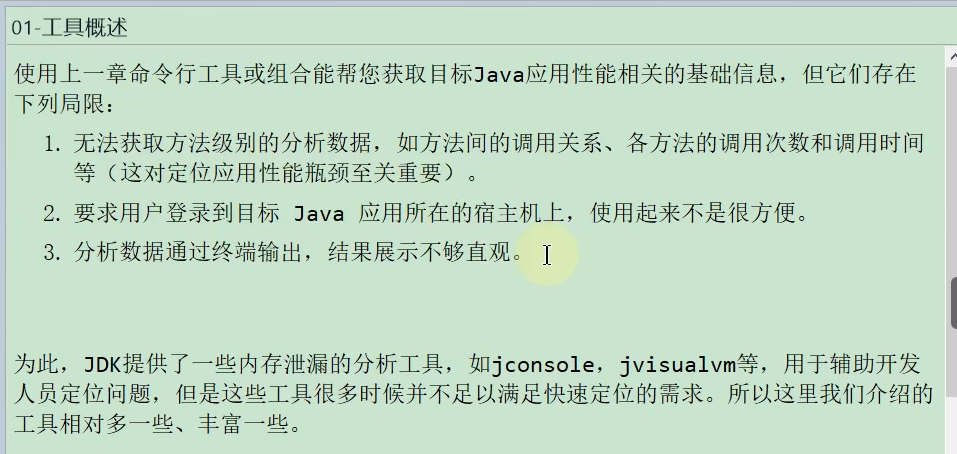 01-工具概述
使用上一章命令行工具或组合能帮您获取目标Java应用性能相关的基础信息，但它们存在
下列局限：
1. 无法获取方法级别的分析数据，如方法间的调用关系、各方法的调用次数和调用时间
等（这对定位应用性能瓶颈至关重要）。
2. 要求用户登录到目标 Java 应用所在的宿主机上，使用起来不是很方便。
3. 分析数据通过终端输出，结果展示不够直观。
为此，JDK提供了一些内存泄漏的分析工具，如jconsole，jvisualvm等，用于辅助开发
人员定位问题，但是这些工具很多时候并不足以满足快速定位的需求。所以这里我们介绍的
工具相对多一些、丰富一些。